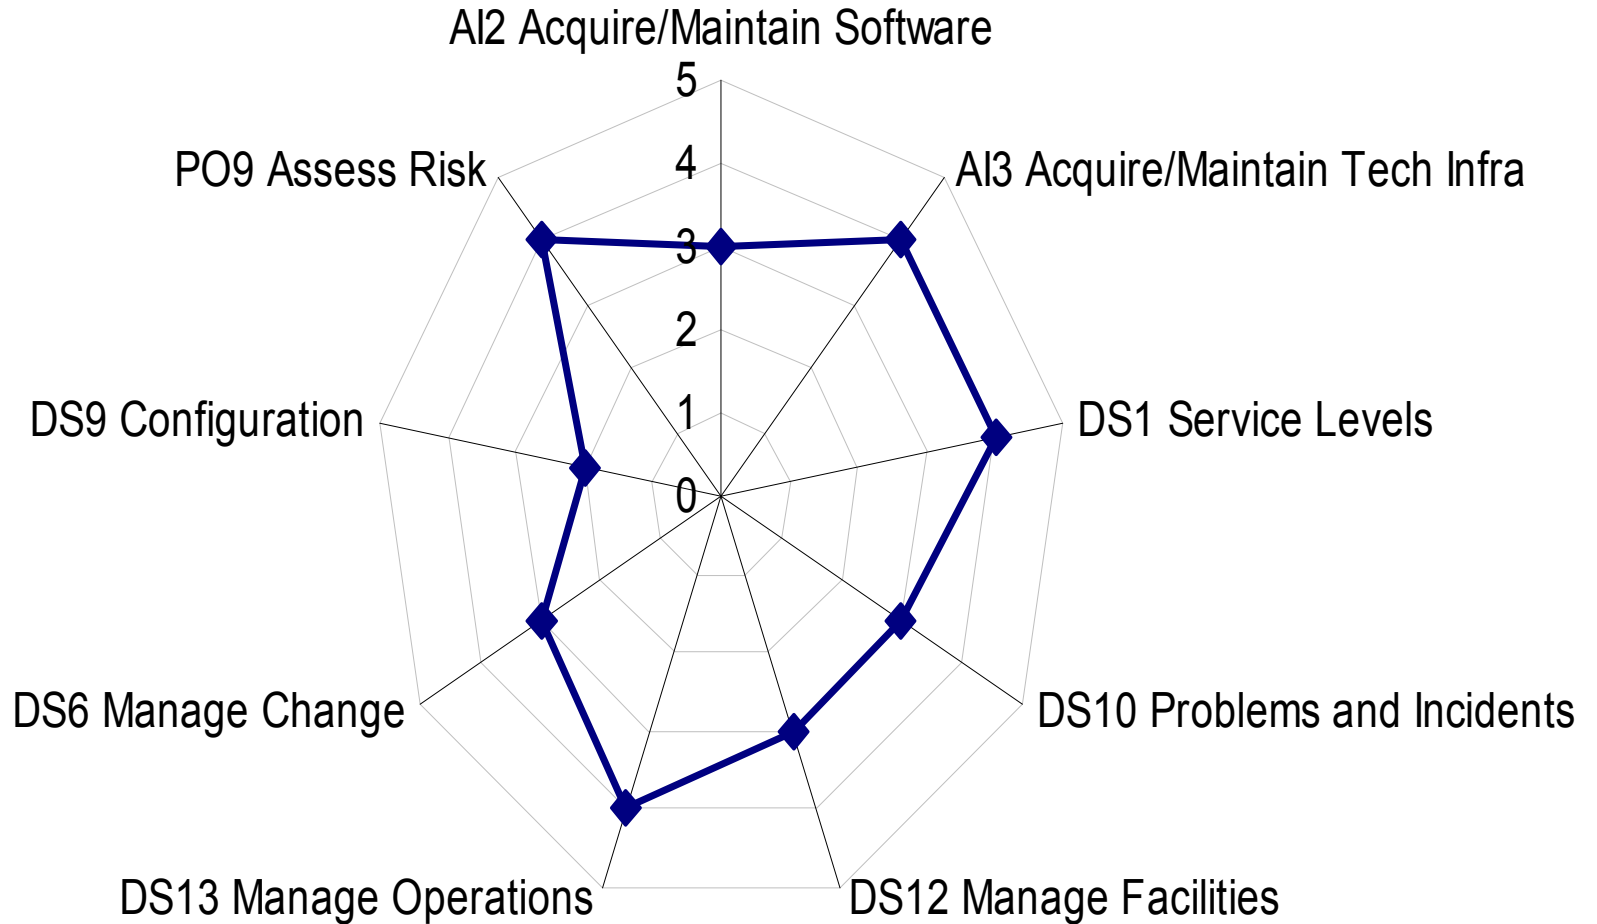 AI2 Acquire/Maintain Software
5
PO9 Assess Risk
4
AI3 Acquire/Maintain Tech Infra
3
2
DS9 Configuration
1
DS1 Service Levels
0
DS6 Manage Change
DS10 Problems and Incidents
DS13 Manage Operations
DS12 Manage Facilities